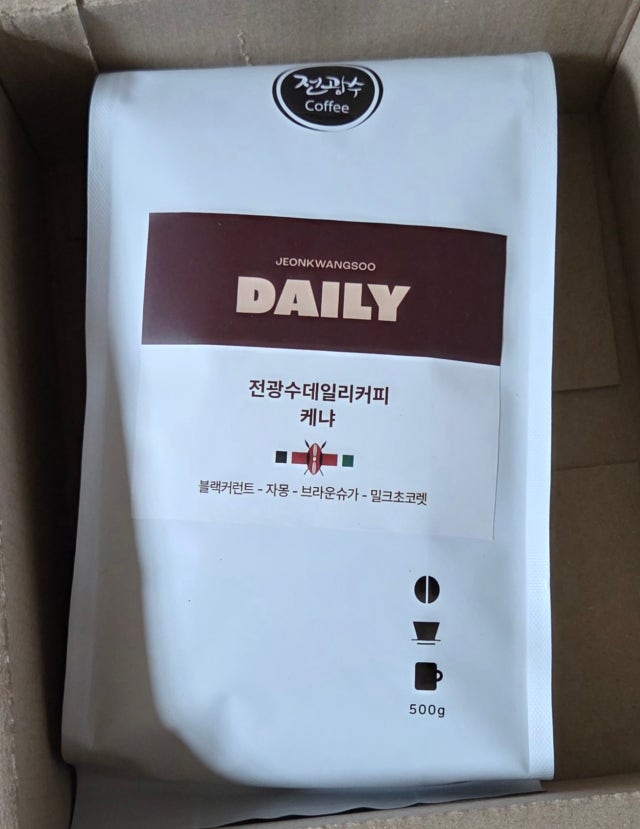 전광수
Coffee
JEONKWANGSOO
DAILY
전광수데일리커피
케냐
블랙커런트 - 자몽 - 브라운슈가 - 밀크초코렛
500g